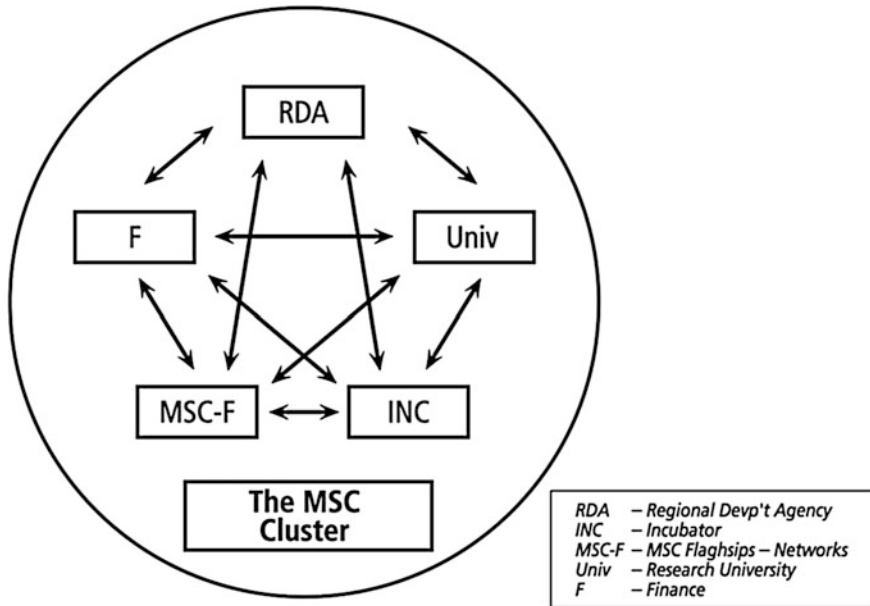 RDA
F
Univ
MSC-F
INC
The MSC
Cluster
RDA – Regional Devp't Agency
INC – Incubator
MSC-F – MSC Flaghsips – Networks
Univ – Research University
F – Finance